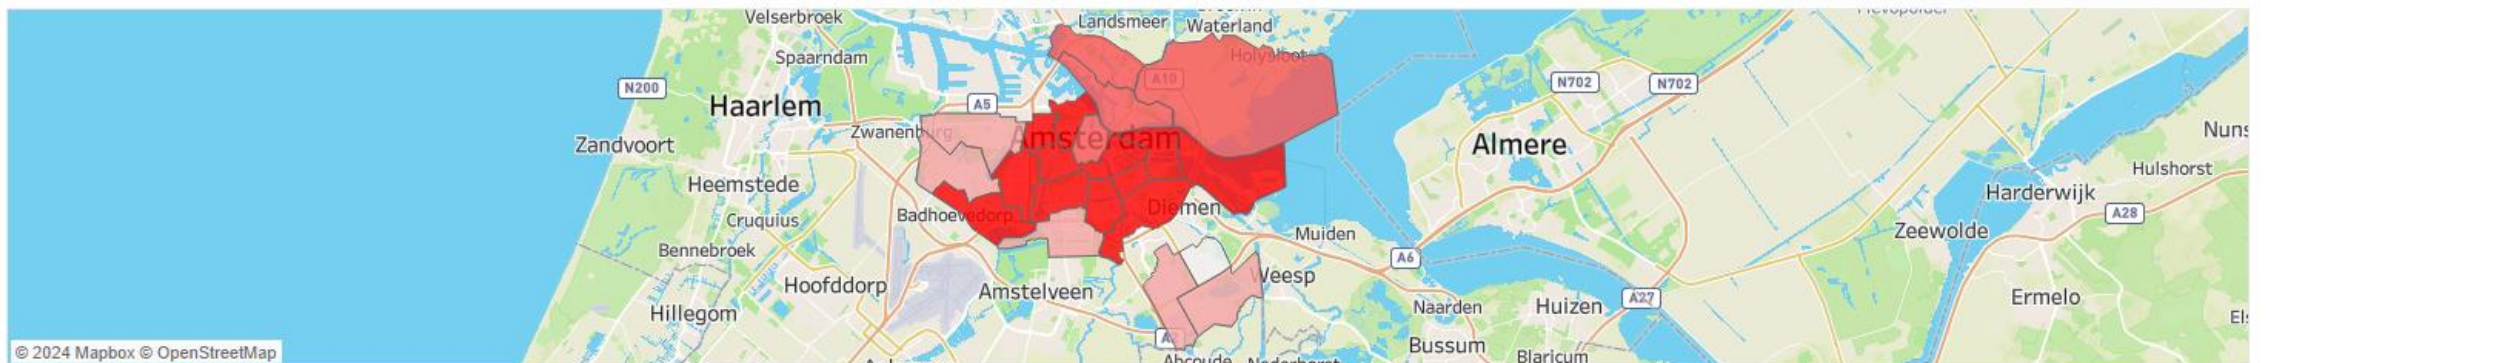 Velserbroek
Landsmeer
Waterland
Spaarndam
Holysloot
N200
A10
N702
N702
Haarlem
A5
Zwanenburg
Amsterdam
Almere
Zandvoort
Nuns
Hulshorst
Heemstede
Harderwijk
Cruquius
Badhoevedorp
Diemen
A28
Muiden
Zeewolde
Bennebroek
A6
Weesp
Hoofddorp
Amstelveen
A27
Ermelo
Naarden
Huizen
Hillegom
Bussum
Blaricum
Abcoude
© 2024 Mapbox © OpenStreetMap